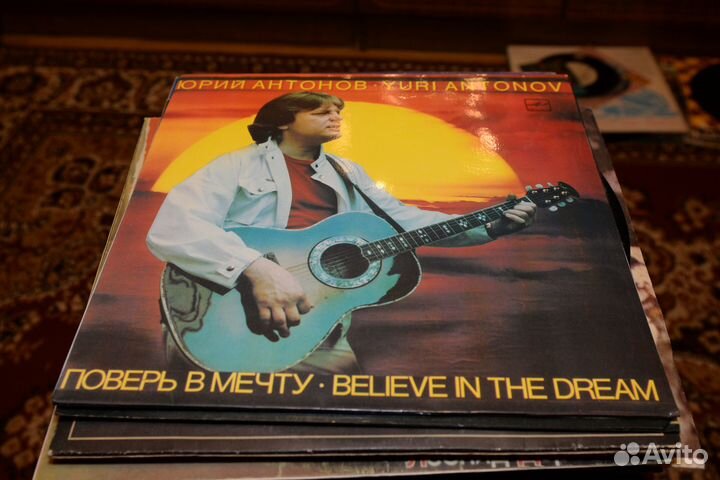 ЮРИЙ АНТОНОВ · YURI ANTONOV
ПОВЕРЬ В МЕЧТУ · BELIEVE IN THE DREAM
Avito